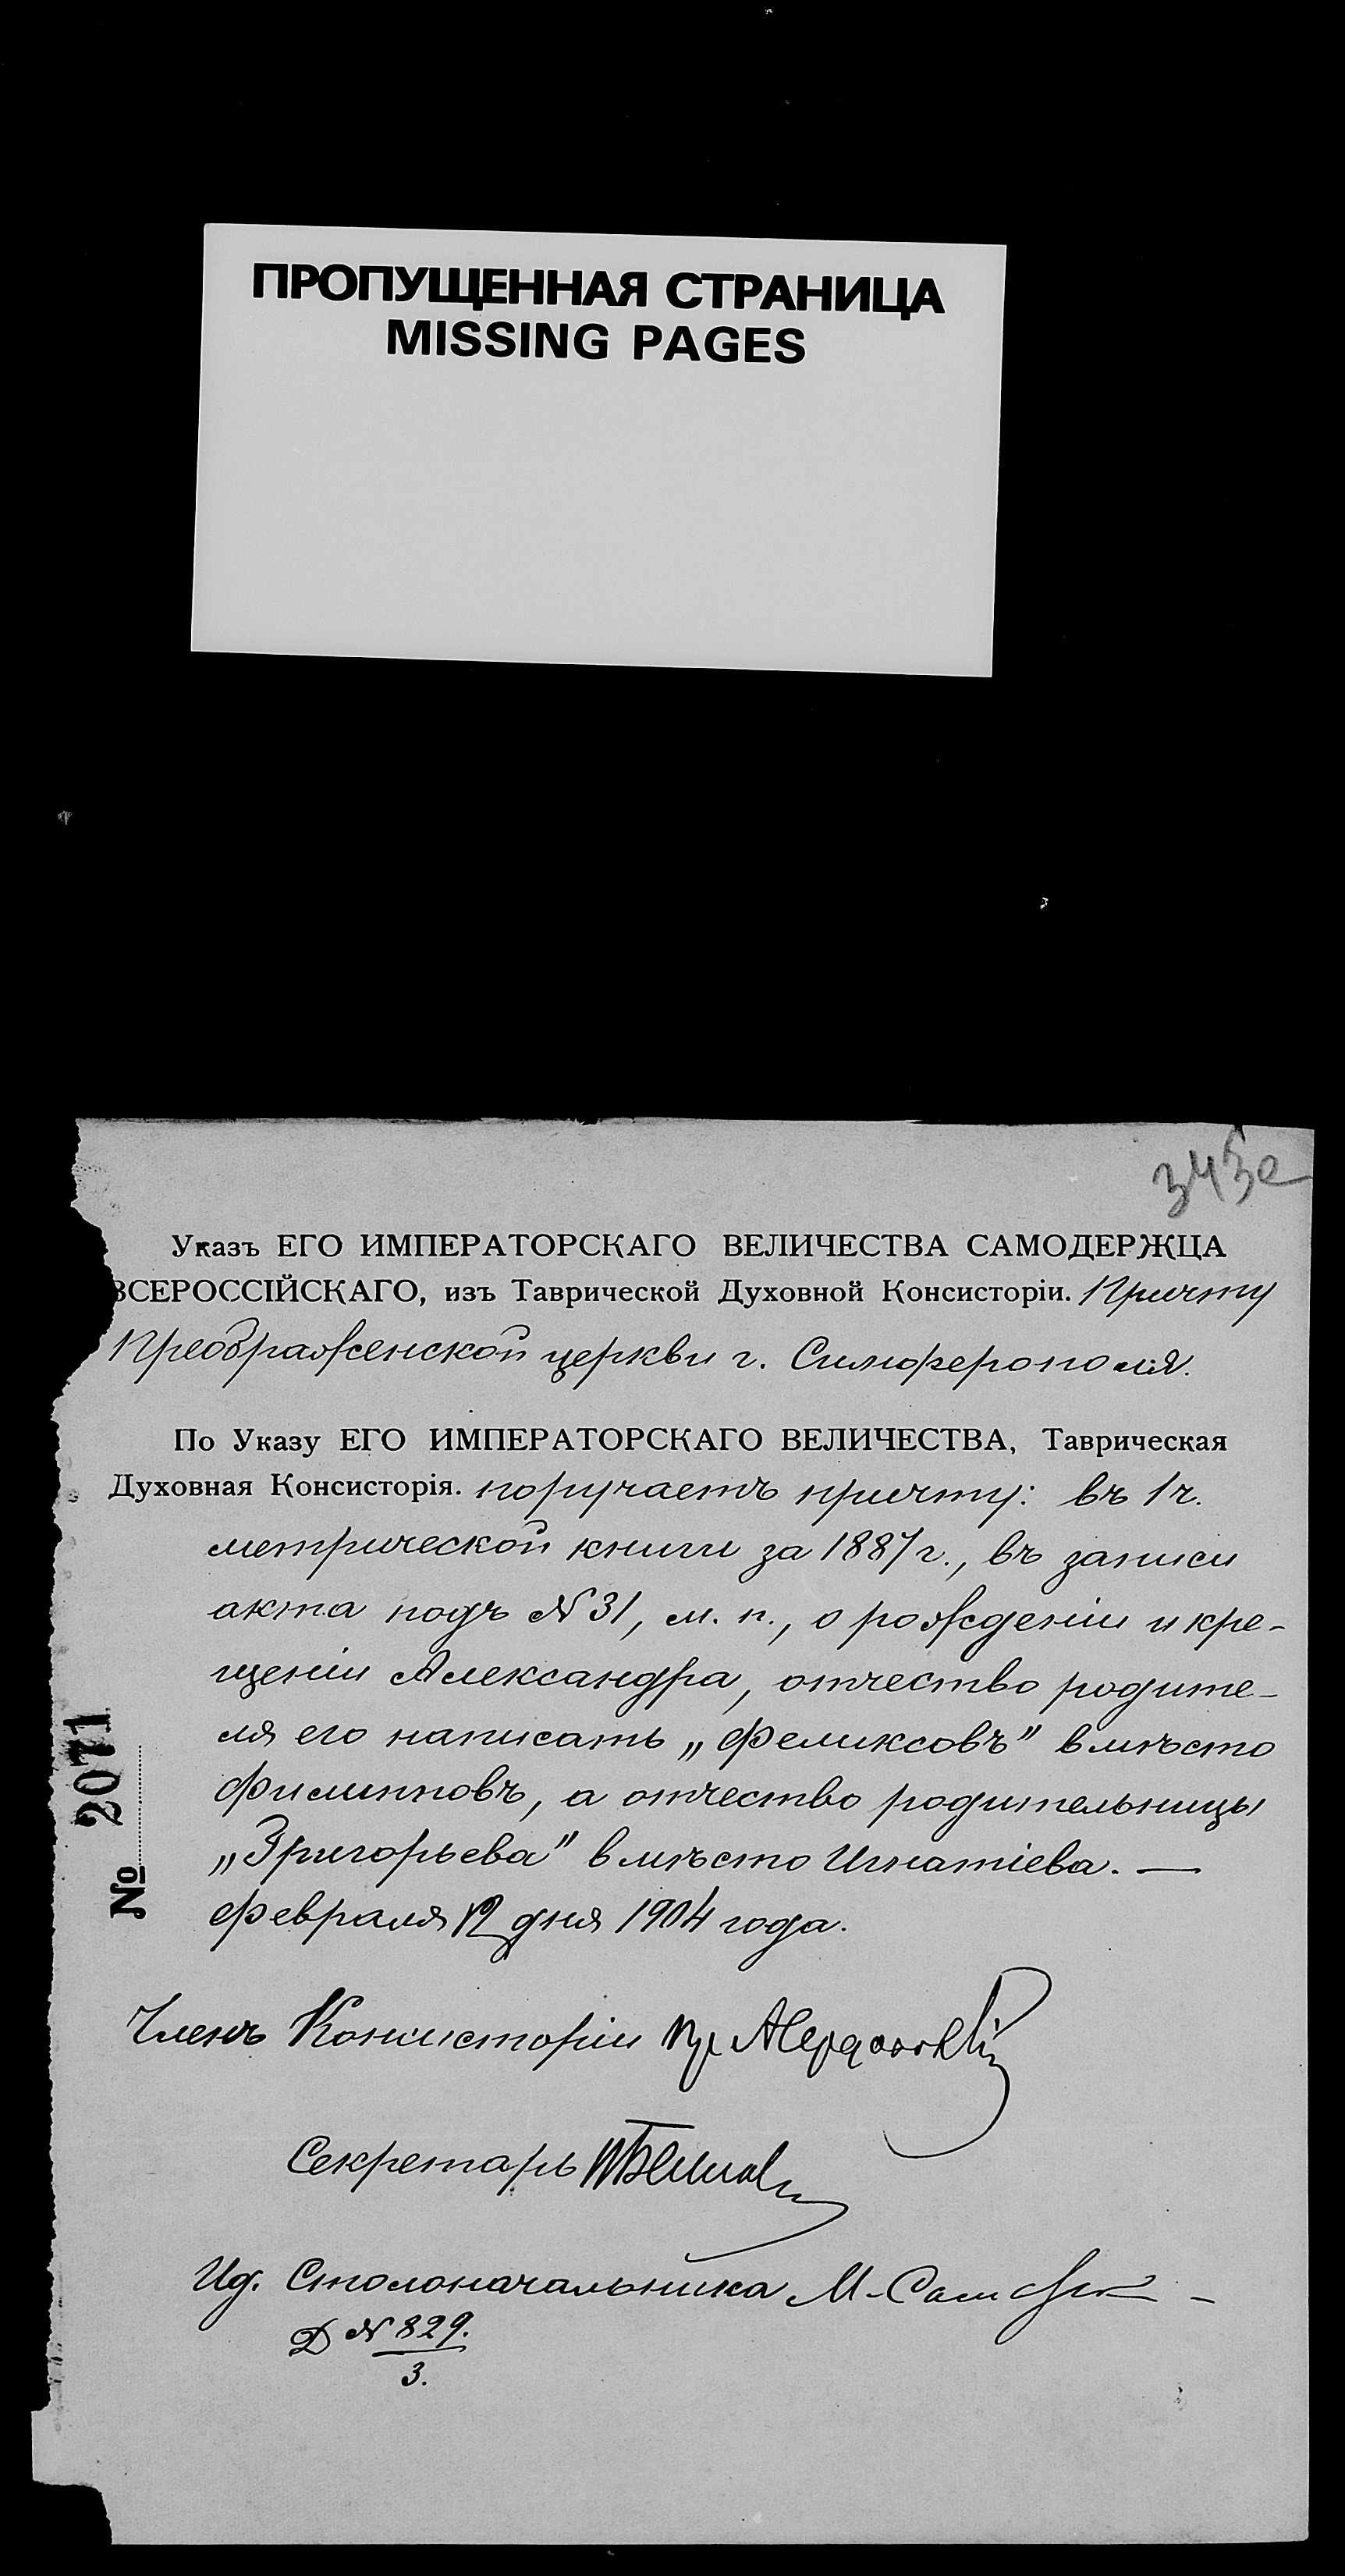 ПРОПУЩЕННАЯ СТРАНИЦА
MISSING PAGES
Указъ ЕГО ИМПЕРАТОРСКАГО ВЕЛИЧЕСТВА САМОДЕРЖЦА
ВСЕРОССІЙСКАГО, изъ Таврической Духовной Консисторіи. Причту
Преображенской церкви г. Симферополя.
По Указу ЕГО ИМПЕРАТОРСКАГО ВЕЛИЧЕСТВА, Таврическая
Духовная Консисторія. поручаетъ причту: въ 1 ч.
метрической книги за 1887 г., въ записи
акта подъ № 31, м. п., о рожденіи и кре-
щеніи Александра, отчество родите-
ля его написать „Феликсовъ" вмѣсто
Филипповъ, а отчество родительницы
„Григорьева" вмѣсто Игнатіева. —
Февраля 12 дня 1904 года.
№ 2071
Членъ Консисторіи
Секретарь
Ид. Столоначальника М.
Д № 829.
3.